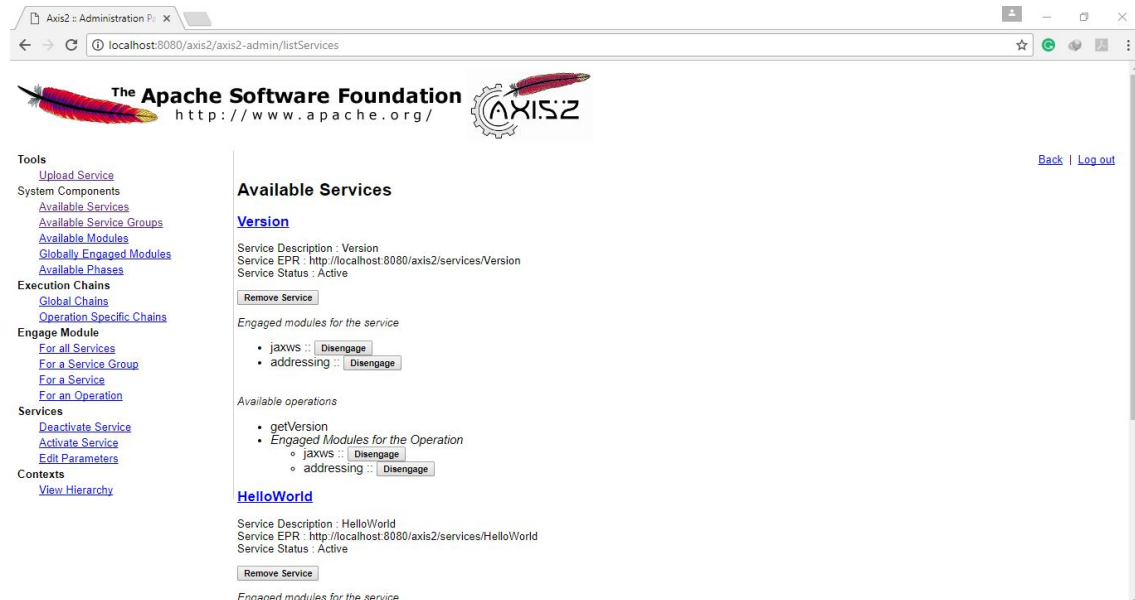 Axis2 :: Administration Pa
localhost:8080/axis2/axis2-admin/listServices
The Apache Software Foundation
http://www.apache.org/
AXIS2
Back | Log out
Tools
Upload Service
System Components
Available Services
Available Service Groups
Available Modules
Globally Engaged Modules
Available Phases
Execution Chains
Global Chains
Operation Specific Chains
Engage Module
For all Services
For a Service Group
For a Service
For an Operation
Services
Deactivate Service
Activate Service
Edit Parameters
Contexts
View Hierarchy
Available Services
Version
Service Description : Version
Service EPR : http://localhost:8080/axis2/services/Version
Service Status : Active
Remove Service
Engaged modules for the service
jaxws :: Disengage
addressing :: Disengage
Available operations
getVersion
Engaged Modules for the Operation
jaxws :: Disengage
addressing :: Disengage
HelloWorld
Service Description : HelloWorld
Service EPR : http://localhost:8080/axis2/services/HelloWorld
Service Status : Active
Remove Service
Engaged modules for the service